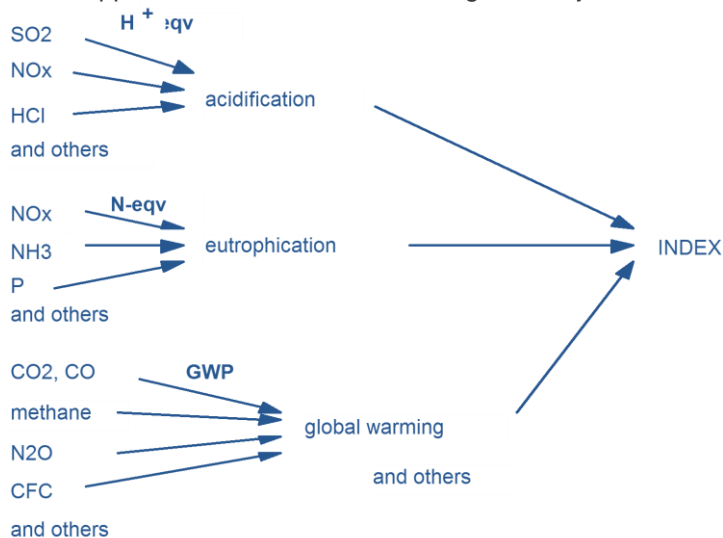 H + eqv
SO2
NOx
acidification
HCl
and others
N-eqv
NOx
NH3
eutrophication
INDEX
P
and others
CO2, CO
GWP
methane
global warming
N2O
and others
CFC
and others